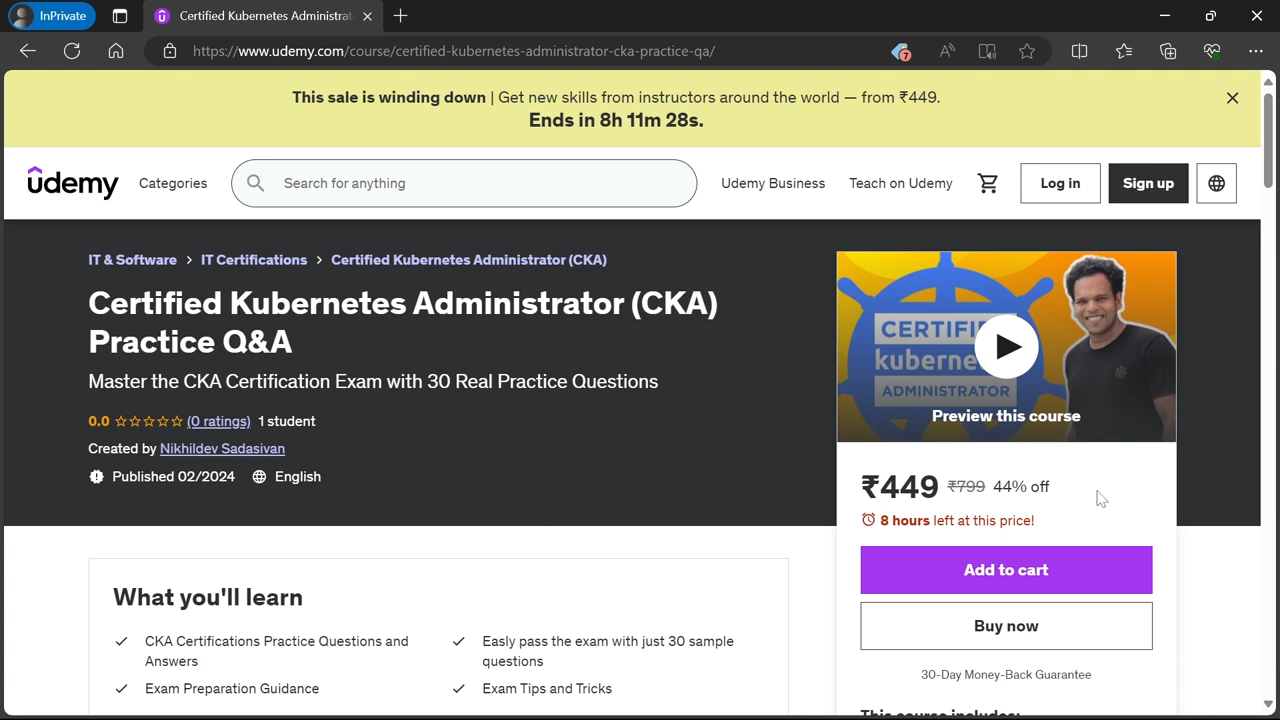 InPrivate
Certified Kubernetes Administrat
https://www.udemy.com/course/certified-kubernetes-administrator-cka-practice-qa/
7
This sale is winding down | Get new skills from instructors around the world — from ₹449.
Ends in 8h 11m 28s.
ûdemy Categories Search for anything Udemy Business Teach on Udemy Log in Sign up
IT & Software > IT Certifications > Certified Kubernetes Administrator (CKA)
Certified Kubernetes Administrator (CKA)
Practice Q&A
Master the CKA Certification Exam with 30 Real Practice Questions
0.0 (0 ratings) 1 student
Created by Nikhildev Sadasivan
Published 02/2024 English
CERTIFI
kuberne
ADMINISTRATOR
Preview this course
₹449 ₹799 44% off
8 hours left at this price!
Add to cart
Buy now
30-Day Money-Back Guarantee
This course includes:
What you'll learn
CKA Certifications Practice Questions and
Answers
Easly pass the exam with just 30 sample
questions
Exam Preparation Guidance
Exam Tips and Tricks